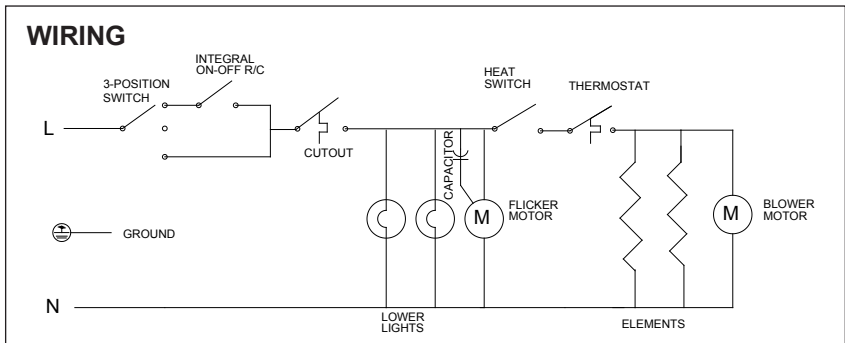 WIRING
INTEGRAL
ON-OFF R/C
3-POSITION
SWITCH
HEAT
SWITCH
THERMOSTAT
L
CUTOUT
CAPACITOR
M
FLICKER
MOTOR
M
BLOWER
MOTOR
GROUND
N
LOWER
LIGHTS
ELEMENTS